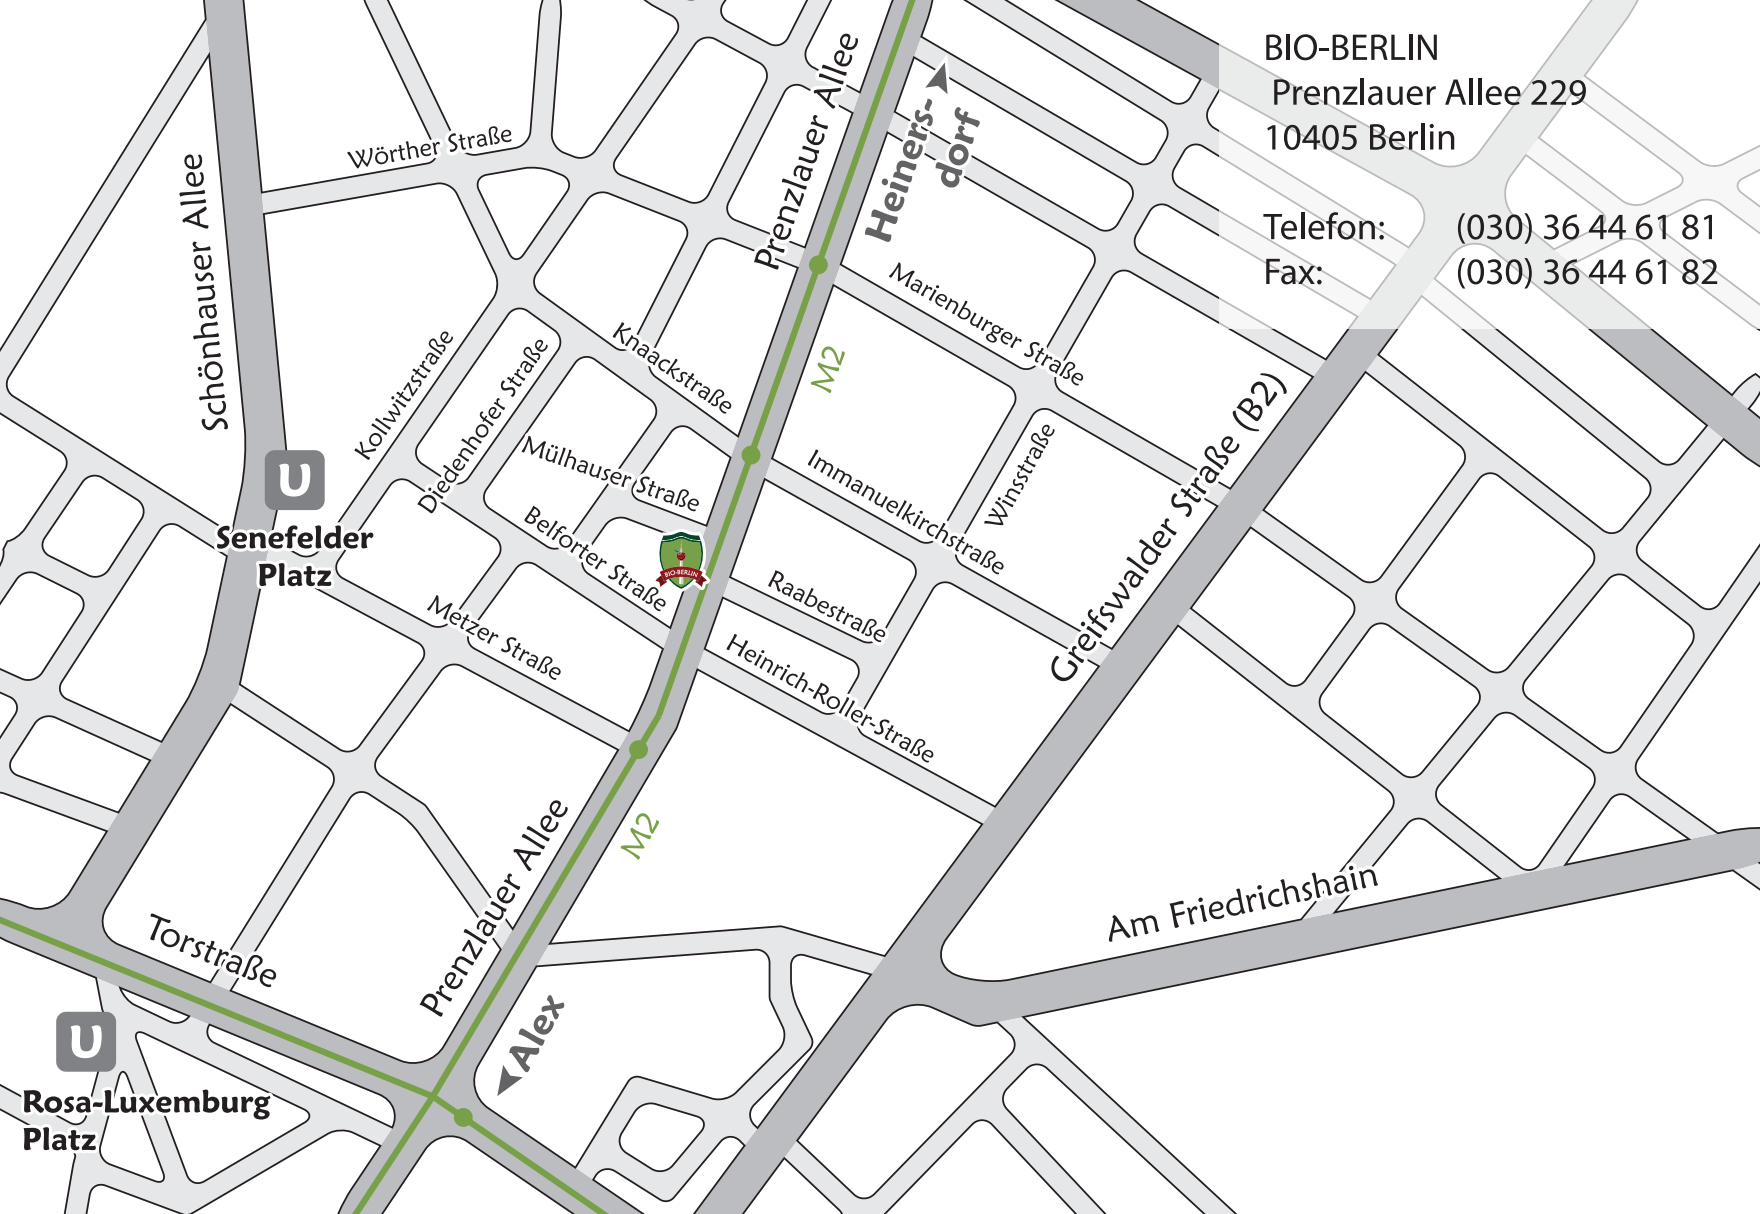 BIO-BERLIN
Prenzlauer Allee 229
10405 Berlin
Telefon: (030) 36 44 61 81
Fax: (030) 36 44 61 82
Prenzlauer Allee
Heiners-
dorf
Wörther Straße
Schönhauser Allee
Marienburger Straße
M2
Knaackstraße
Kollwitzstraße
Diedenhofer Straße
Mülhauser Straße
Immanuelkirchstraße
Winsstraße
Greifswalder Straße (B2)
U
Senefelder
Platz
Belforter Straße
BIO-BERLIN
Raabestraße
Metzer Straße
Heinrich-Roller-Straße
M2
Prenzlauer Allee
Am Friedrichshain
Torstraße
Alex
U
Rosa-Luxemburg
Platz